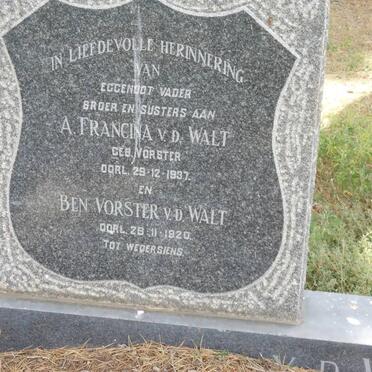 IN LIEFDEVOLLE HERINNERING
VAN
EGGENOOT VADER
BROER EN SUSTERS AAN
A. FRANCINA V.D. WALT
GEB. VORSTER
OORL. 29-12-1937.
EN
BEN VORSTER V.D. WALT
OORL. 28-11-1920.
TOT WEDERSIENS.
V. D. W